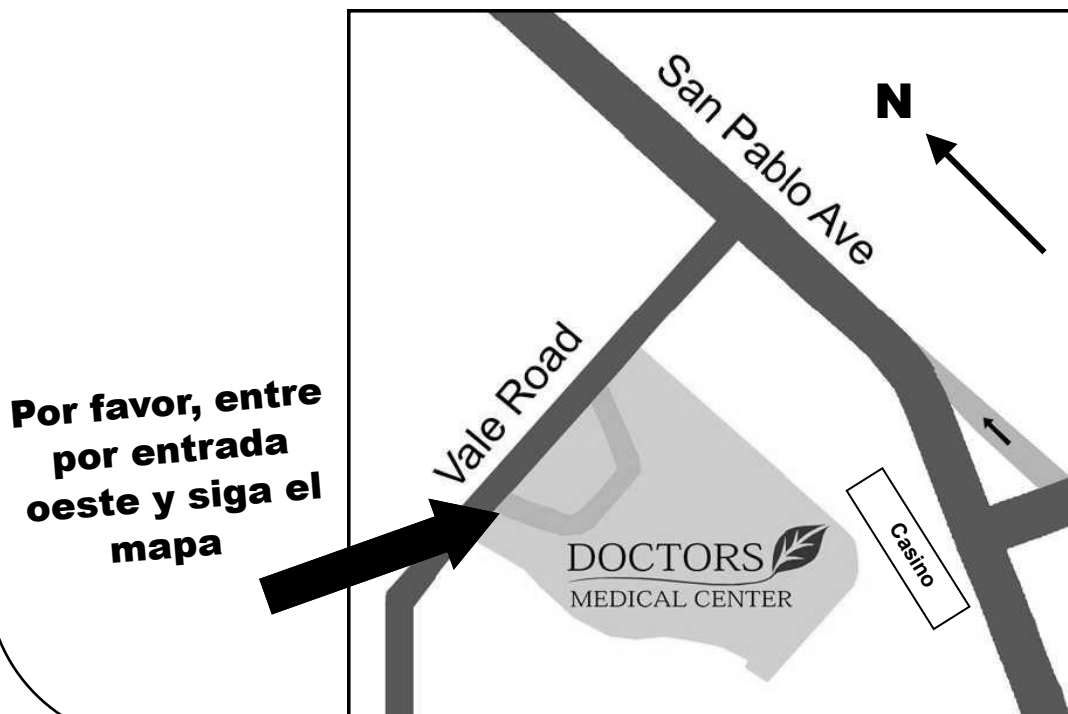 San Pablo Ave
N
Vale Road
Por favor, entre
por entrada
oeste y siga el
mapa
DOCTORS
MEDICAL CENTER
Casino